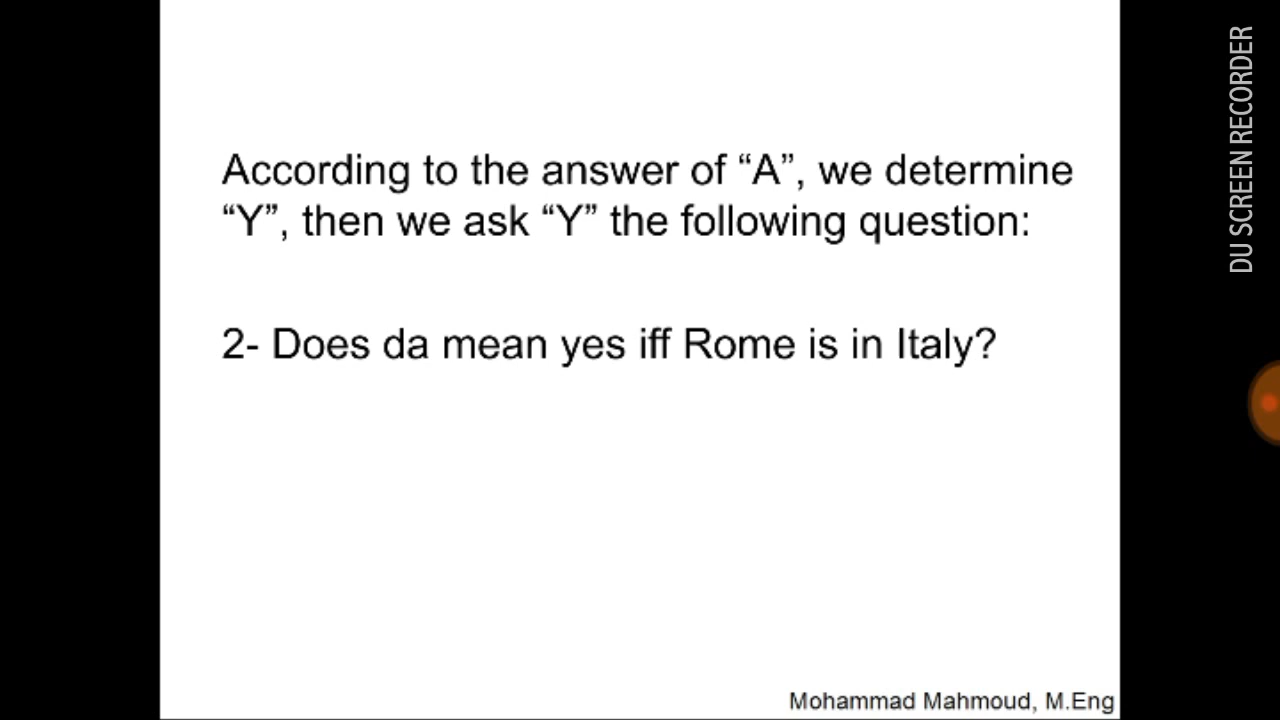 According to the answer of “A”, we determine
“Y”, then we ask “Y” the following question:
2- Does da mean yes iff Rome is in Italy?
Mohammad Mahmoud, M.Eng
DU SCREEN RECORDER